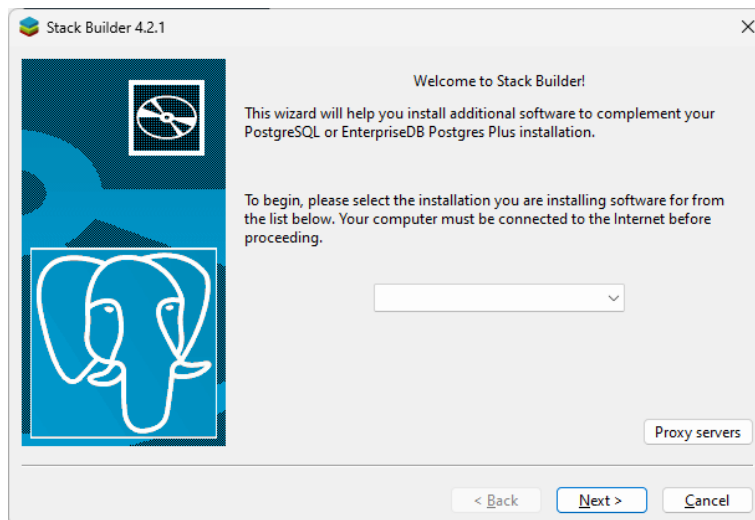 Stack Builder 4.2.1
Welcome to Stack Builder!
This wizard will help you install additional software to complement your
PostgreSQL or EnterpriseDB Postgres Plus installation.
To begin, please select the installation you are installing software for from
the list below. Your computer must be connected to the Internet before
proceeding.
Proxy servers
< Back
Next >
Cancel